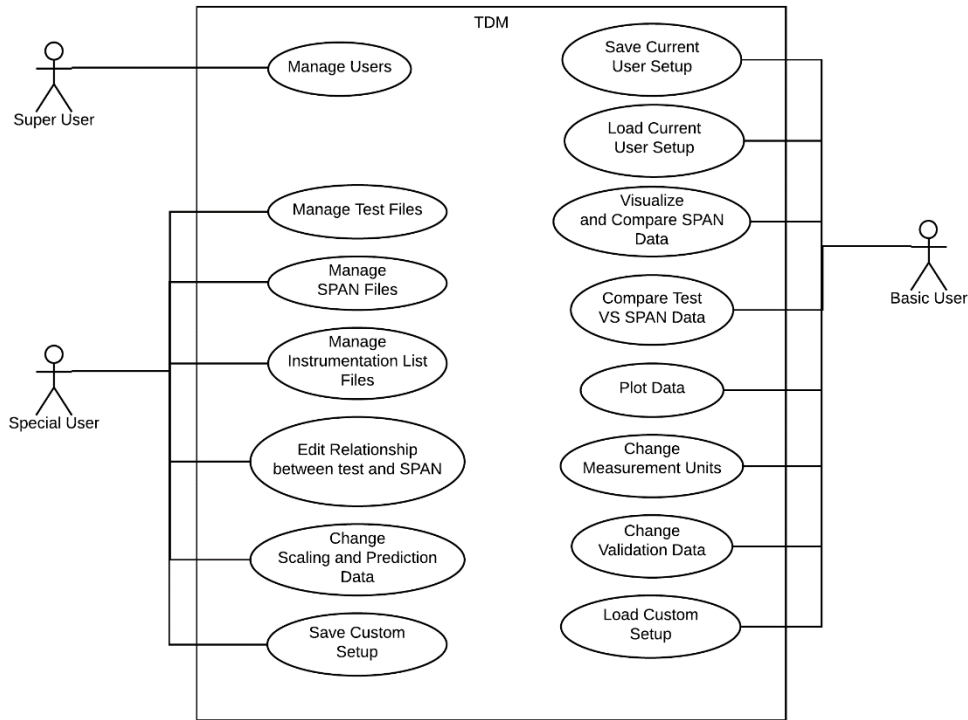 TDM
Manage Users
Super User
Manage Test Files
Manage
SPAN Files
Manage
Instrumentation List
Files
Special User
Edit Relationship
between test and SPAN
Change
Scaling and Prediction
Data
Save Custom
Setup
Save Current
User Setup
Load Current
User Setup
Visualize
and Compare SPAN
Data
Compare Test
VS SPAN Data
Basic User
Plot Data
Change
Measurement Units
Change
Validation Data
Load Custom
Setup